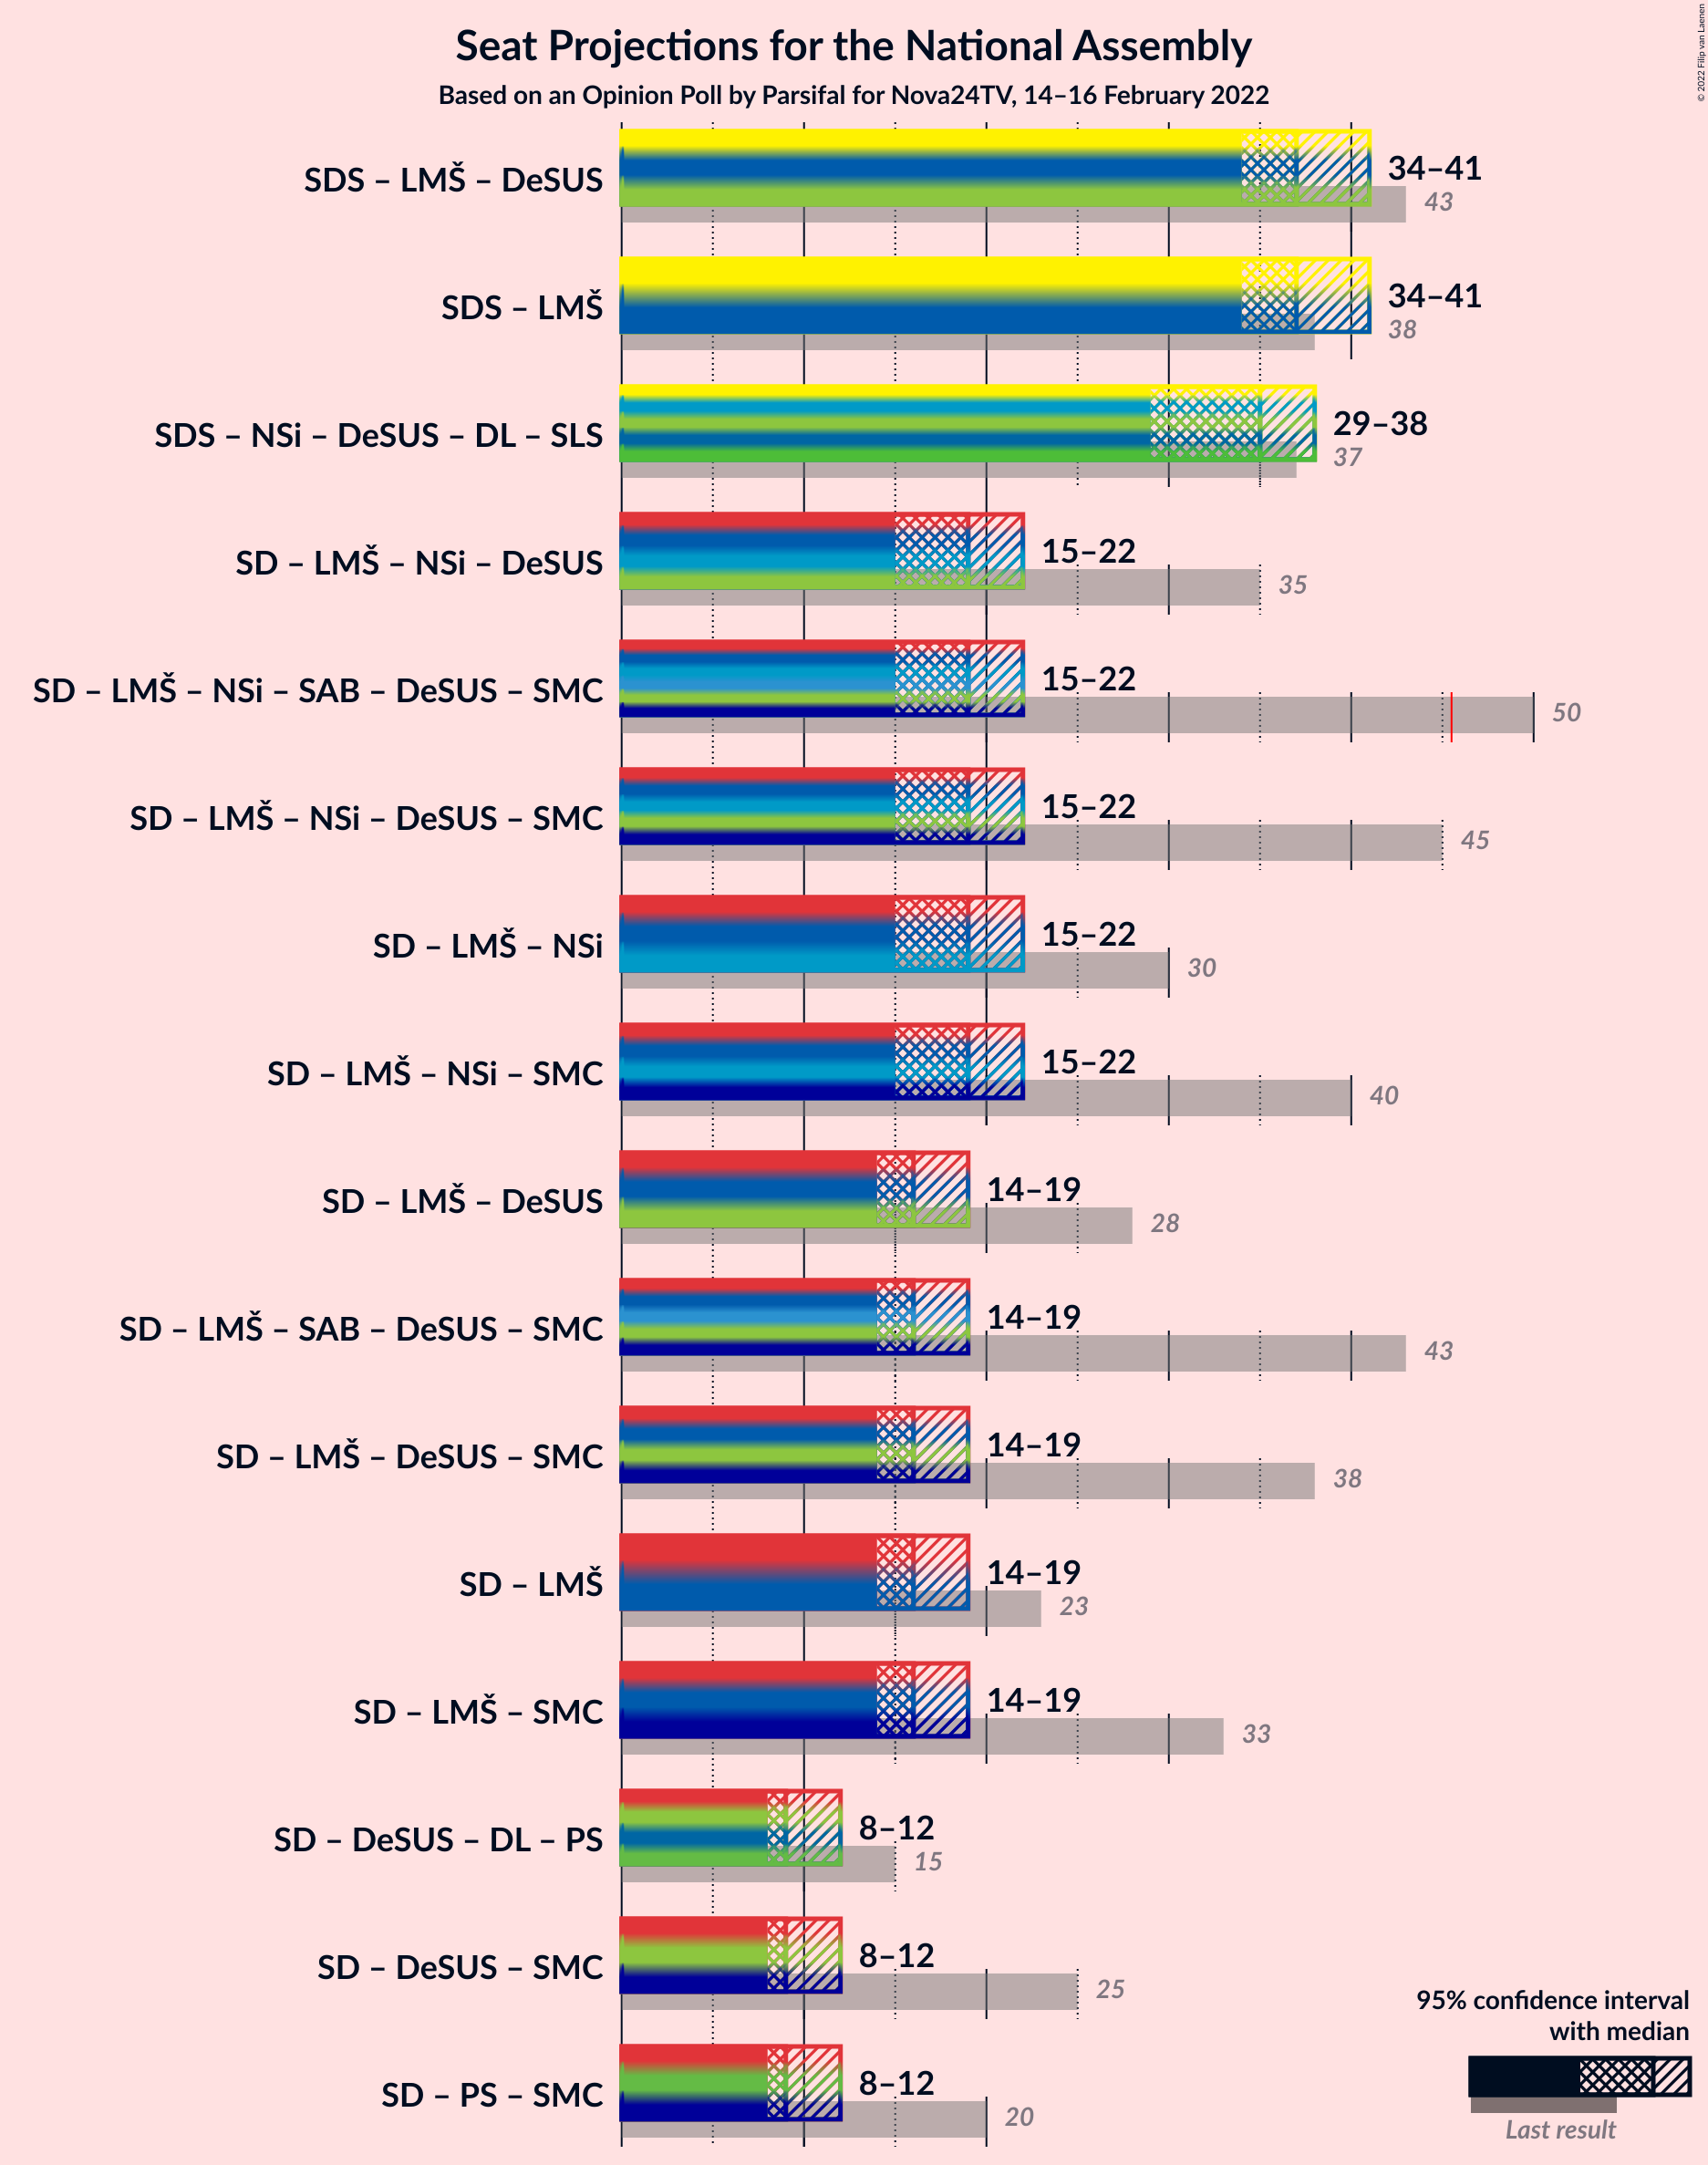 Seat Projections for the National Assembly
Based on an Opinion Poll by Parsifal for Nova24TV, 14–16 February 2022
© 2022 Filip van Laenen
SDS – LMŠ – DeSUS
34–41
43
SDS – LMŠ
34–41
38
SDS – NSi – DeSUS – DL – SLS
29–38
37
SD – LMŠ – NSi – DeSUS
15–22
35
SD – LMŠ – NSi – SAB – DeSUS – SMC
15–22
50
SD – LMŠ – NSi – DeSUS – SMC
15–22
45
SD – LMŠ – NSi
15–22
30
SD – LMŠ – NSi – SMC
15–22
40
SD – LMŠ – DeSUS
14–19
28
SD – LMŠ – SAB – DeSUS – SMC
14–19
43
SD – LMŠ – DeSUS – SMC
14–19
38
SD – LMŠ
14–19
23
SD – LMŠ – SMC
14–19
33
SD – DeSUS – DL – PS
8–12
15
SD – DeSUS – SMC
8–12
25
SD – PS – SMC
8–12
20
95% confidence interval
with median
Last result